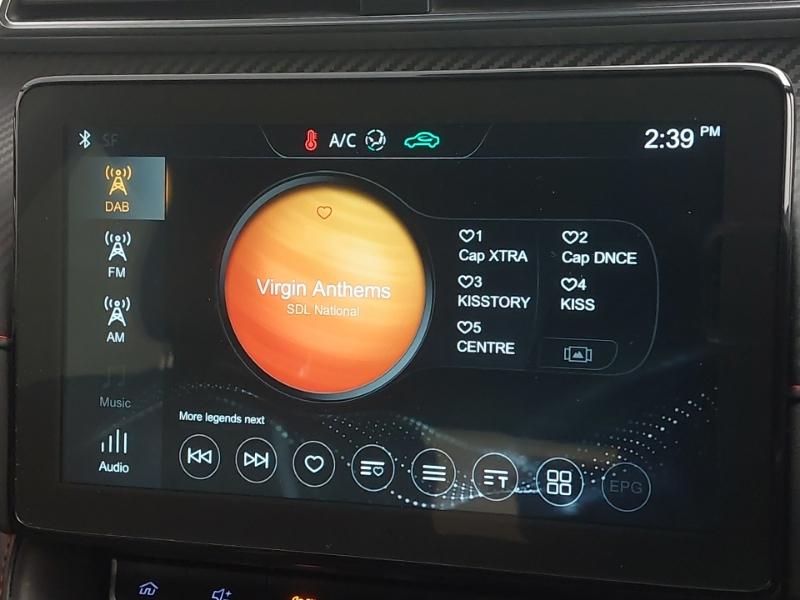 SF
A/C
2:39 PM
DAB
FM
AM
Music
Audio
Virgin Anthems
SDL National
1
Cap XTRA
2
Cap DNCE
3
KISSTORY
4
KISS
5
CENTRE
More legends next
T
EPG